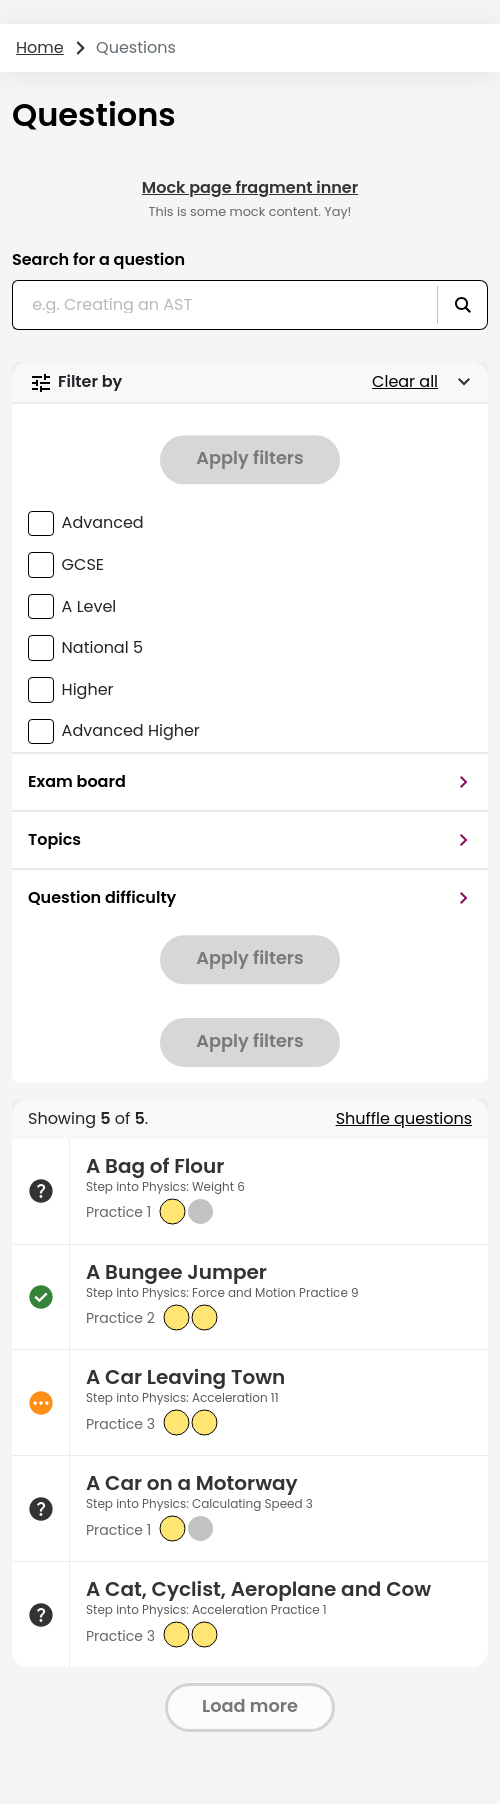 Home > Questions
Questions
Mock page fragment inner
This is some mock content. Yay!
Search for a question
e.g. Creating an AST
Filter by Clear all
Apply filters
Advanced
GCSE
A Level
National 5
Higher
Advanced Higher
Exam board
Topics
Question difficulty
Apply filters
Apply filters
Showing 5 of 5. Shuffle questions
A Bag of Flour
Step into Physics: Weight 6
Practice 1
A Bungee Jumper
Step into Physics: Force and Motion Practice 9
Practice 2
A Car Leaving Town
Step into Physics: Acceleration 11
Practice 3
A Car on a Motorway
Step into Physics: Calculating Speed 3
Practice 1
A Cat, Cyclist, Aeroplane and Cow
Step into Physics: Acceleration Practice 1
Practice 3
Load more